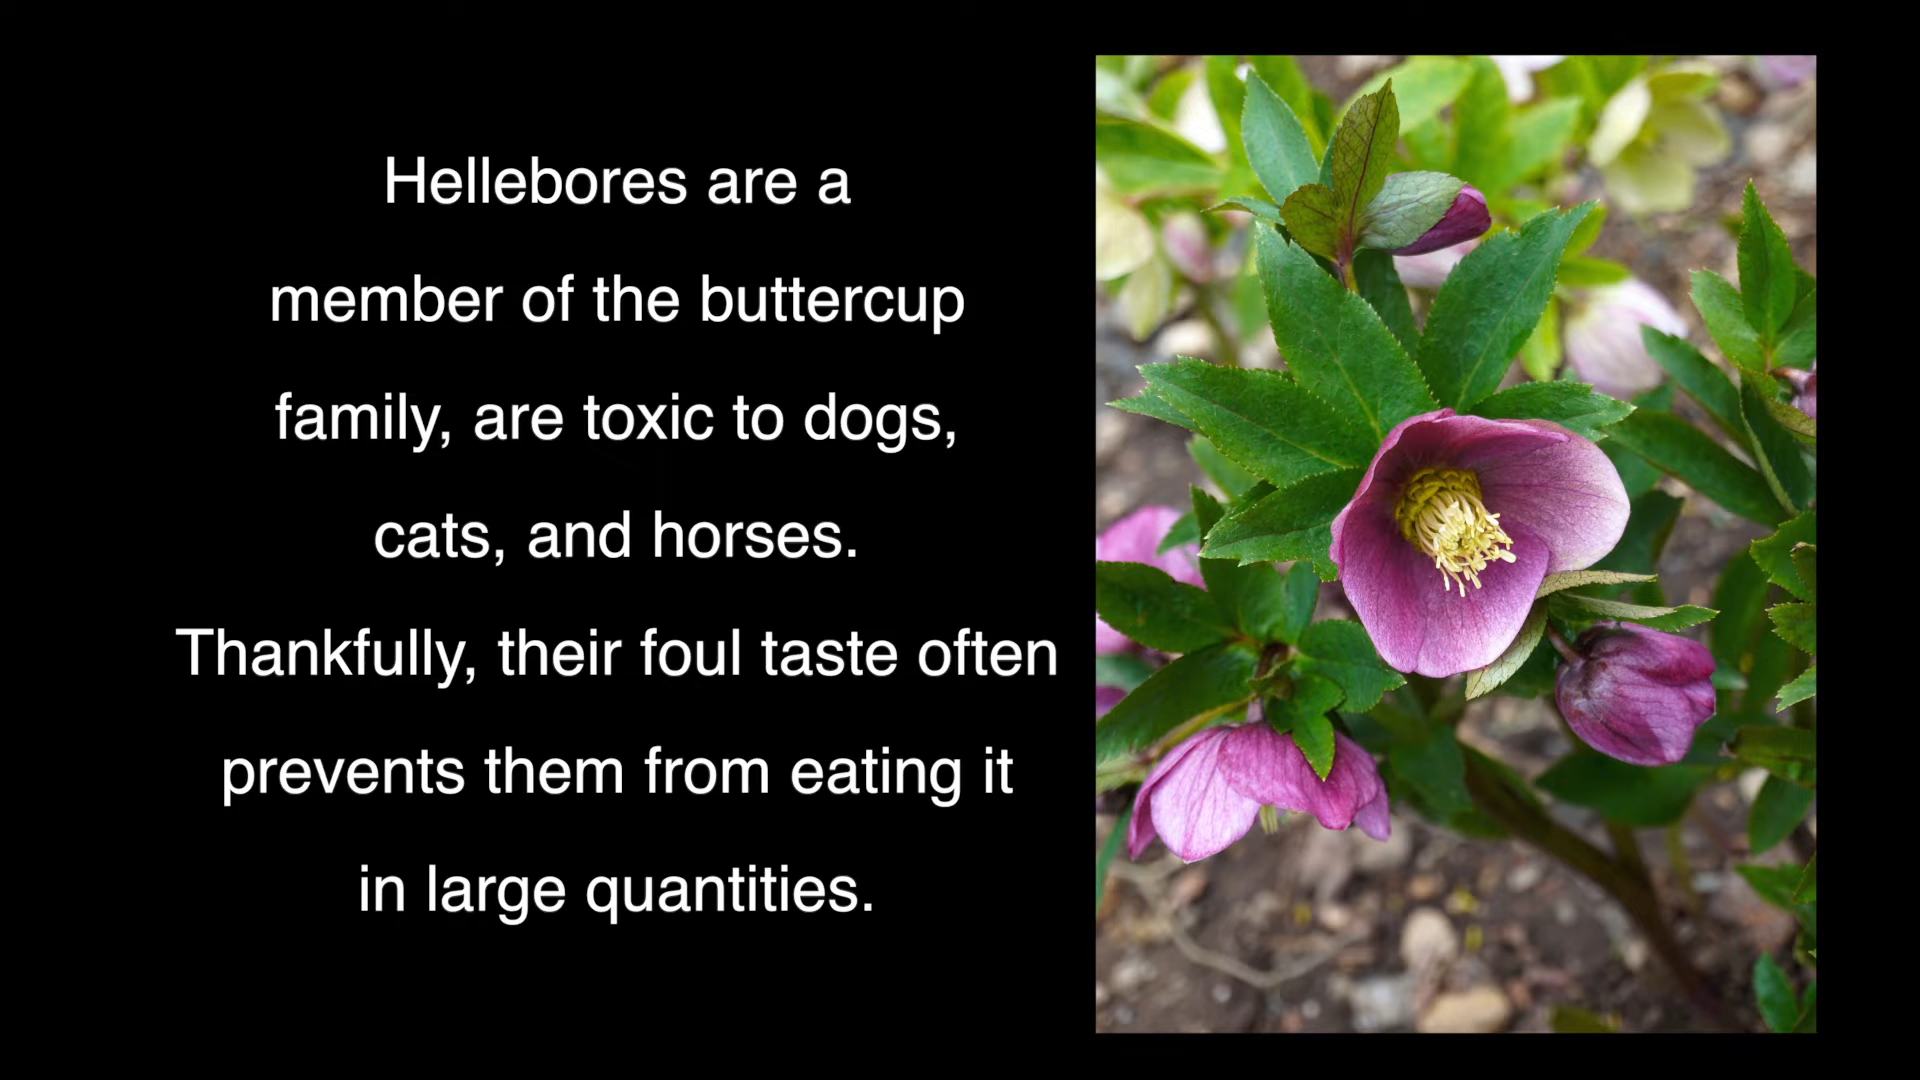 Hellebores are a
member of the buttercup
family, are toxic to dogs,
cats, and horses.
Thankfully, their foul taste often
prevents them from eating it
in large quantities.